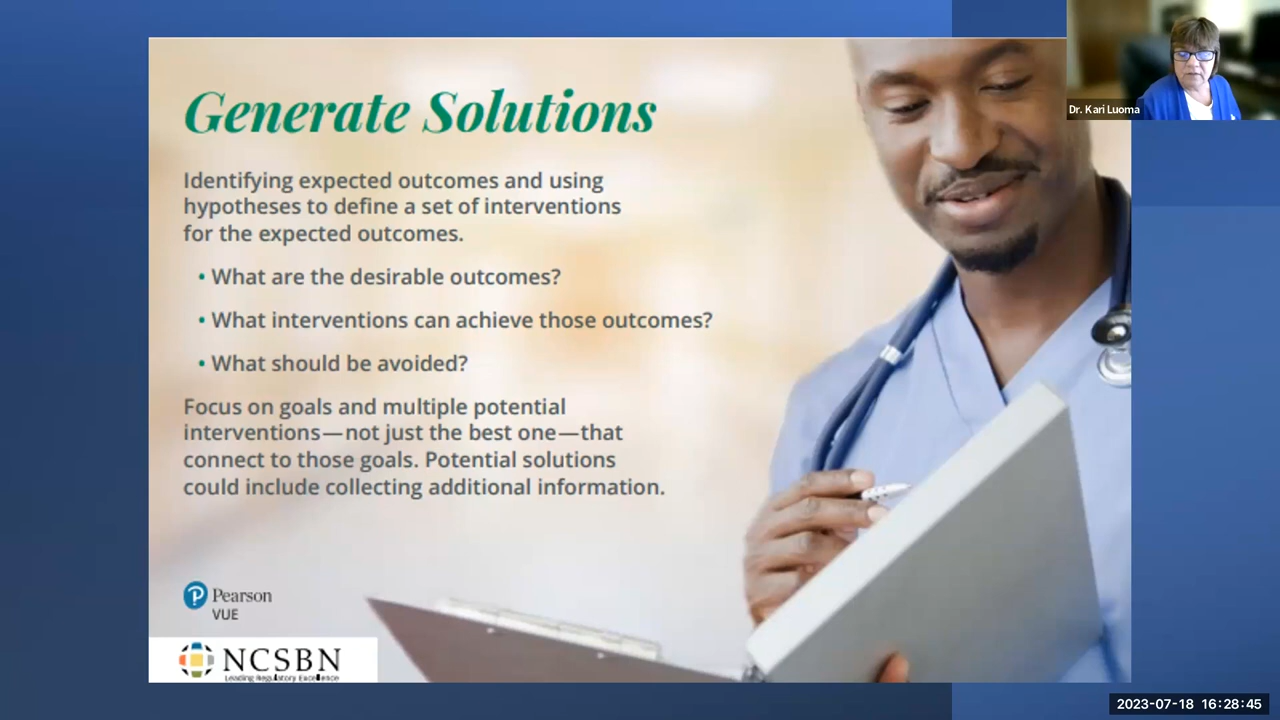 Generate Solutions
Identifying expected outcomes and using
hypotheses to define a set of interventions
for the expected outcomes.
• What are the desirable outcomes?
• What interventions can achieve those outcomes?
• What should be avoided?
Focus on goals and multiple potential
interventions—not just the best one—that
connect to those goals. Potential solutions
could include collecting additional information.
Pearson
VUE
NCSBN
Leading Regulatory Excellence
Dr. Kari Luoma
2023-07-18 16:28:45